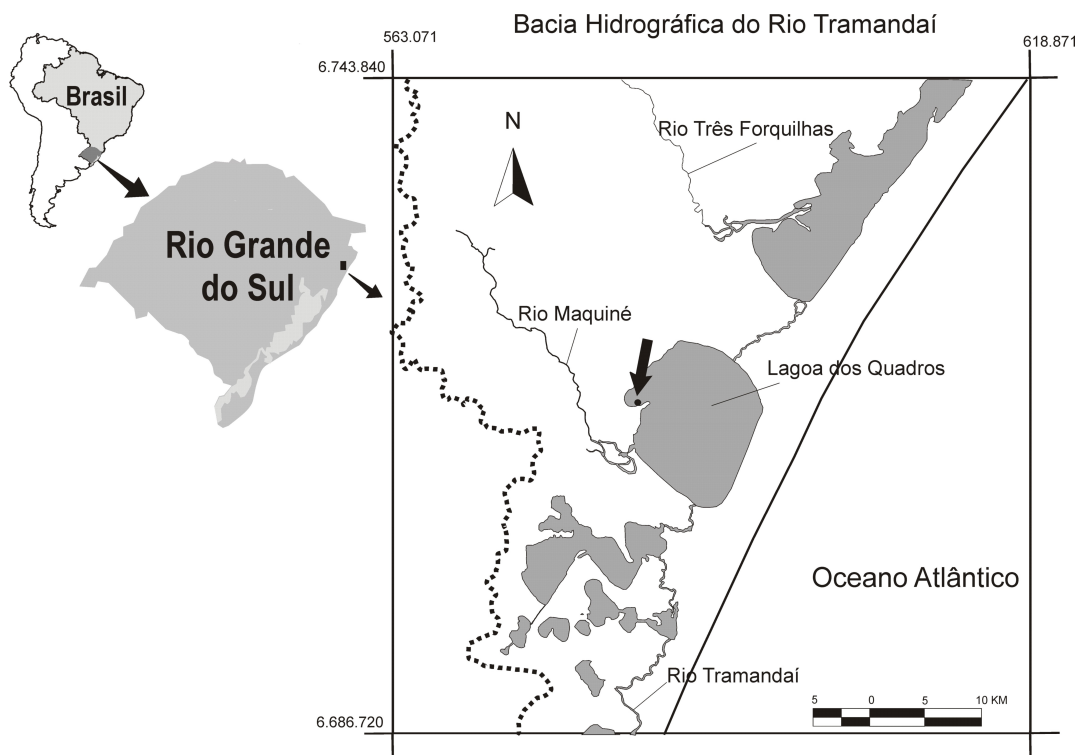 Bacia Hidrográfica do Rio Tramandaí
563.071
618.871
6.743.840
Brasil
N
Rio Três Forquilhas
Rio Grande
do Sul
Rio Maquiné
Lagoa dos Quadros
Oceano Atlântico
Rio Tramandaí
5 0 5 10 KM
6.686.720